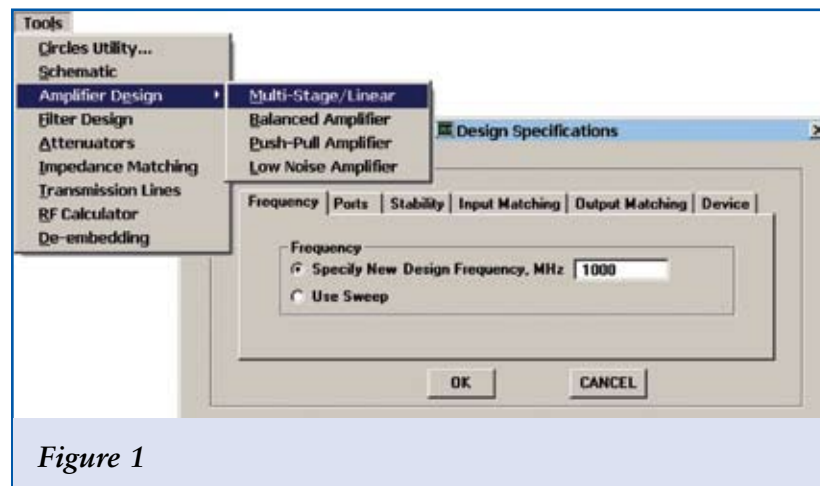 Tools
Circles Utility...
Schematic
Amplifier Design
Filter Design
Attenuators
Impedance Matching
Transmission Lines
RF Calculator
De-embedding
Multi-Stage/Linear
Balanced Amplifier
Push-Pull Amplifier
Low Noise Amplifier
Design Specifications
Frequency Ports Stability Input Matching Output Matching Device
Frequency
Specify New Design Frequency, MHz 1000
Use Sweep
OK CANCEL
Figure 1